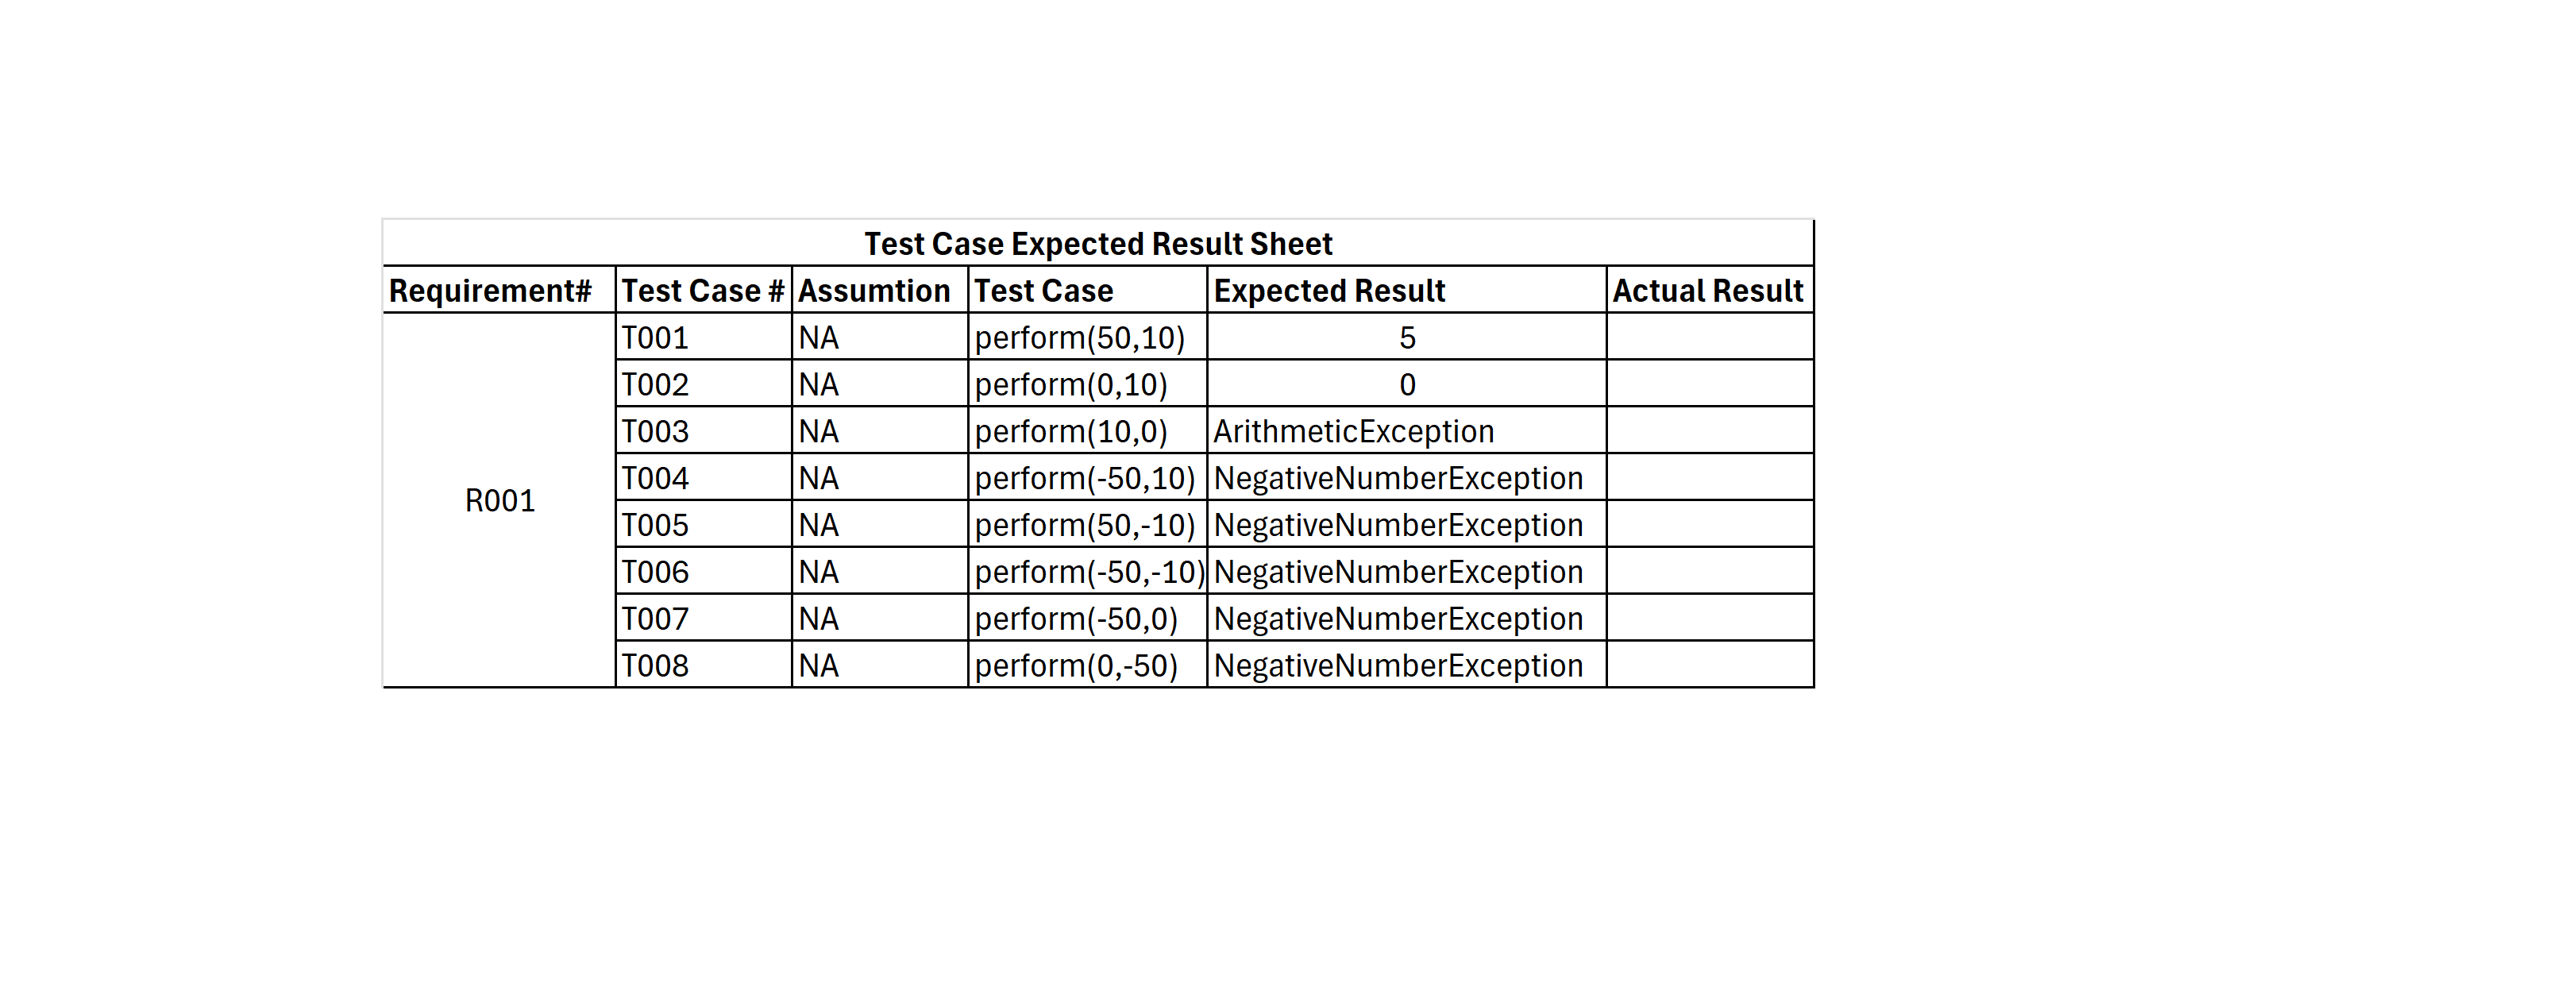 Test Case Expected Result Sheet
Requirement# Test Case # Assumtion Test Case Expected Result Actual Result
R001
T001 NA perform(50,10) 5
T002 NA perform(0,10) 0
T003 NA perform(10,0) ArithmeticException
T004 NA perform(-50,10) NegativeNumberException
T005 NA perform(50,-10) NegativeNumberException
T006 NA perform(-50,-10) NegativeNumberException
T007 NA perform(-50,0) NegativeNumberException
T008 NA perform(0,-50) NegativeNumberException